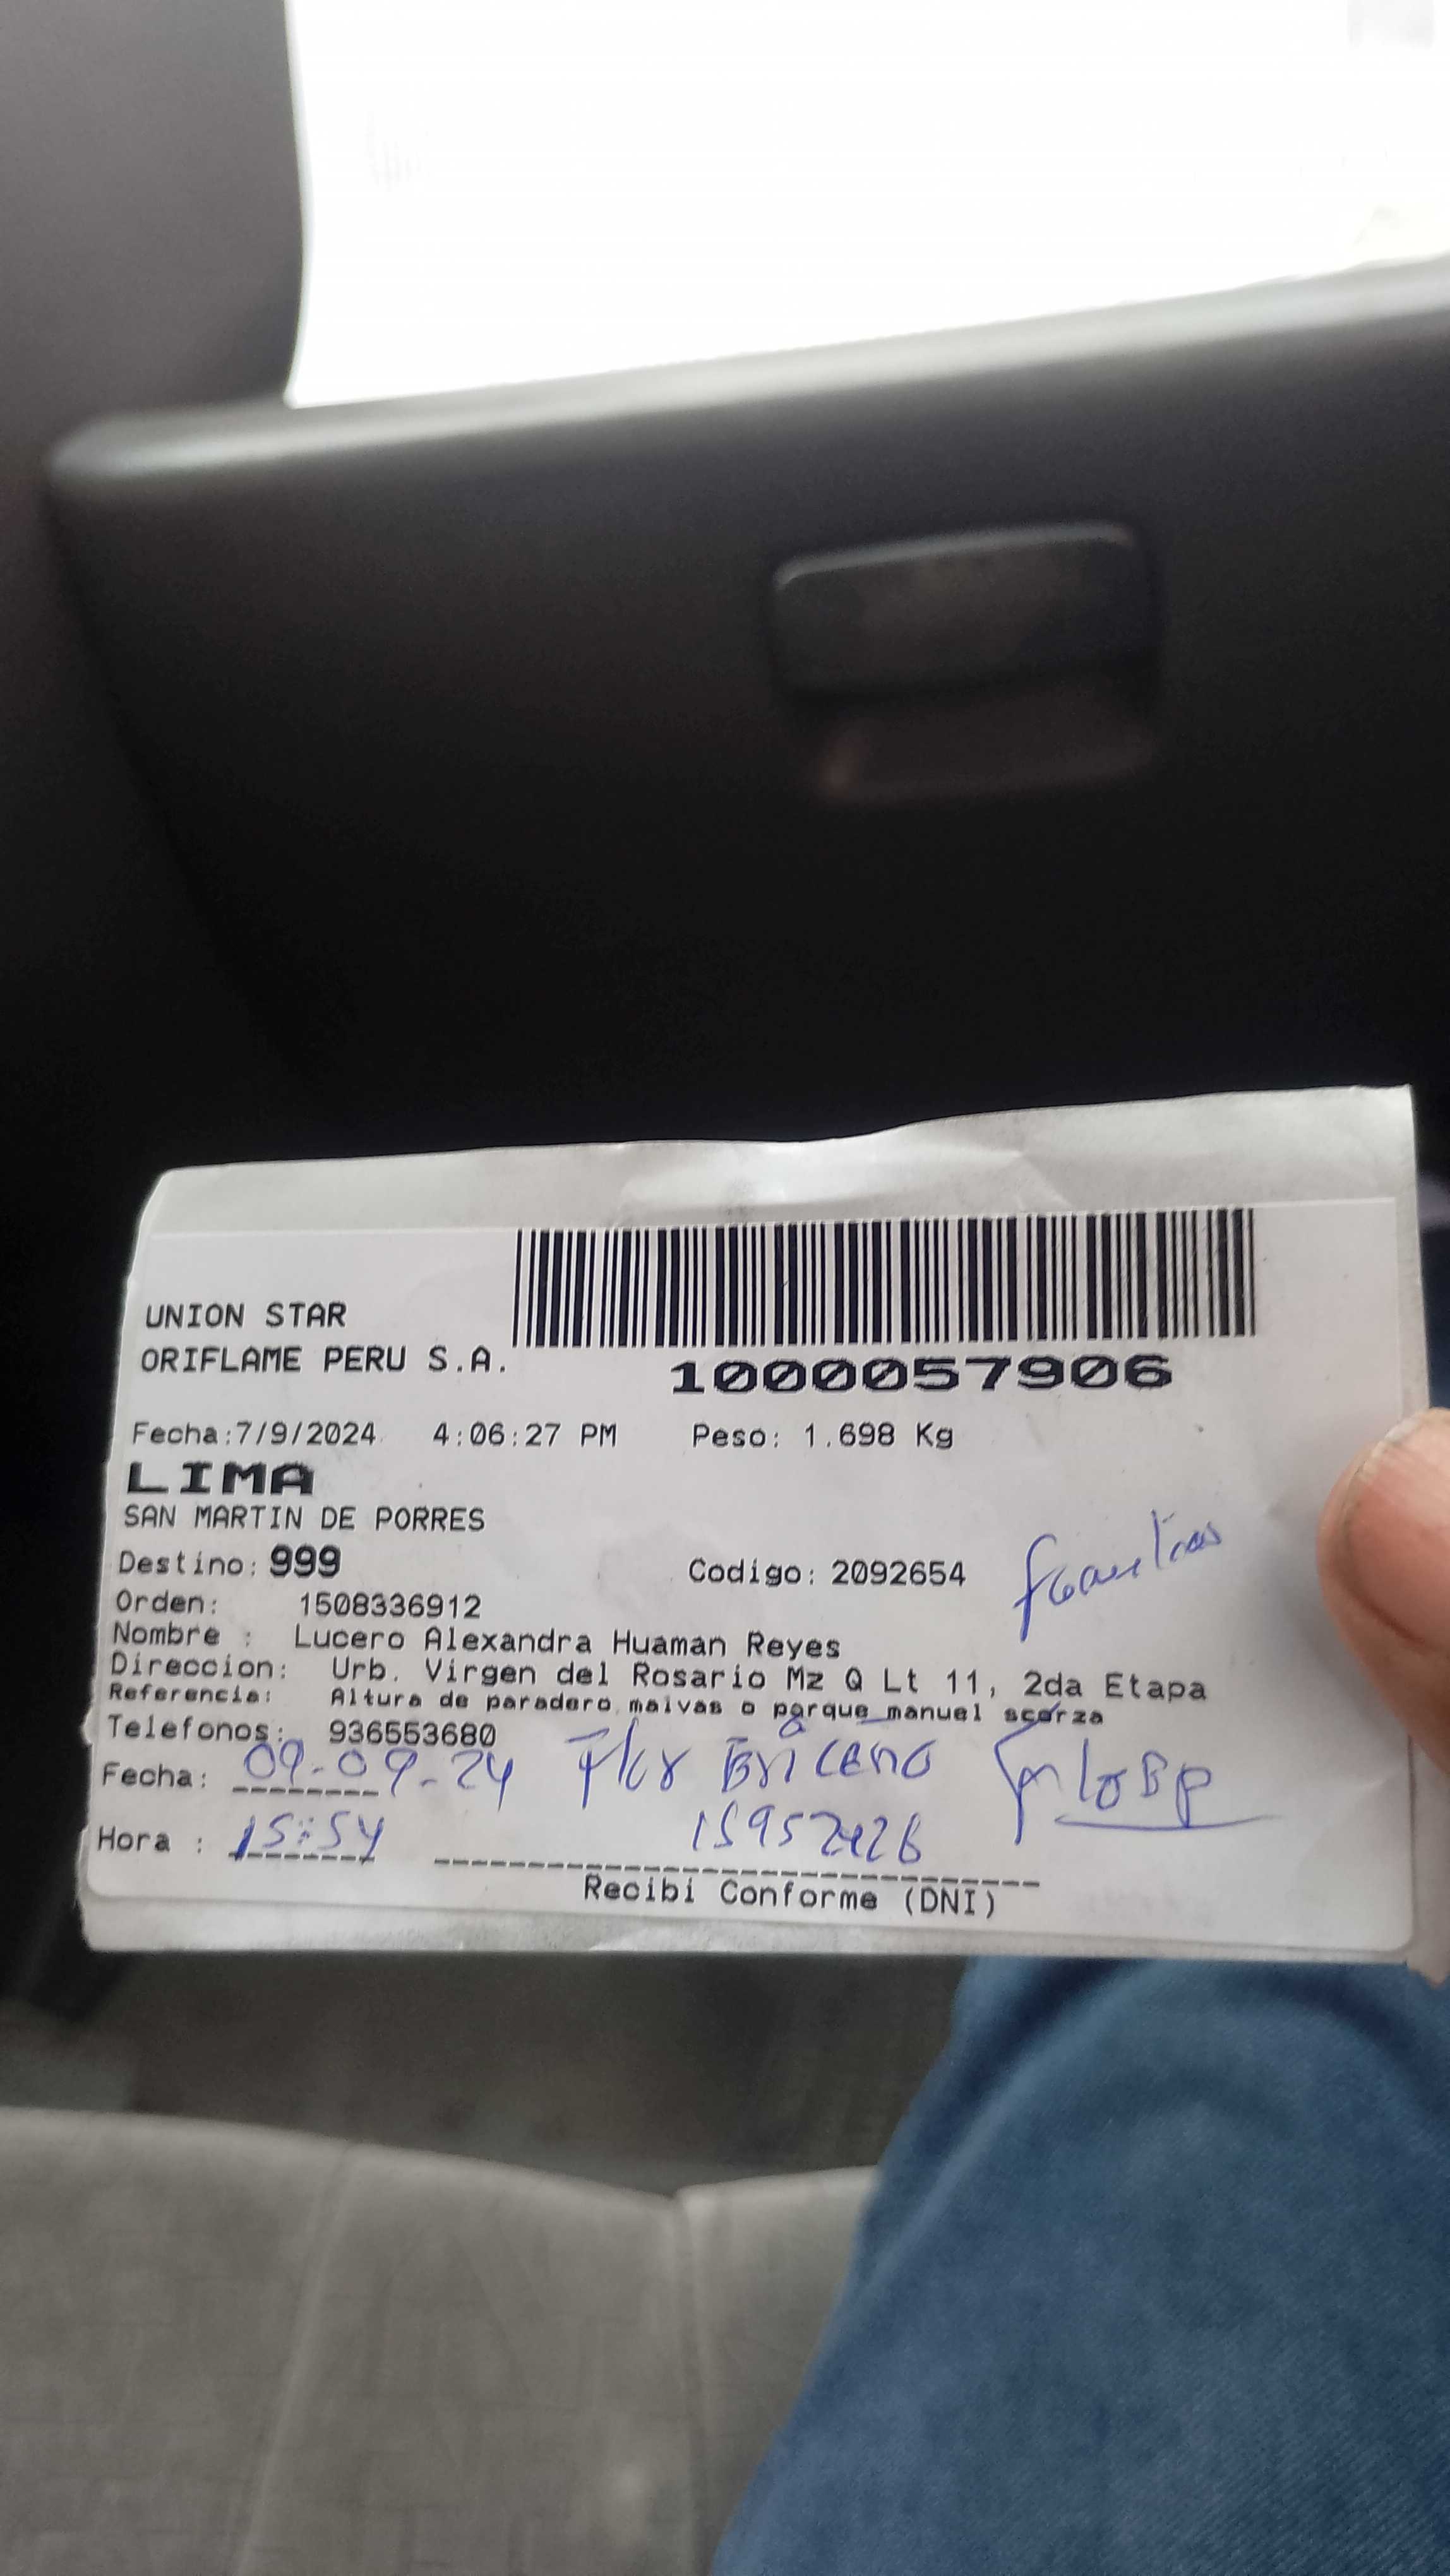 UNION STAR
ORIFLAME PERU S.A.
1000057906
Fecha:7/9/2024 4:06:27 PM Peso: 1.698 Kg
LIMA
SAN MARTIN DE PORRES
Destino: 999 Codigo: 2092654
Orden: 1508336912
Nombre : Lucero Alexandra Huaman Reyes
Direccion: Urb. Virgen del Rosario Mz Q Lt 11, 2da Etapa
Referencia: Altura de paradero malvas o parque manuel scorza
Telefonos: 936553680
Fecha: 09-09-24 Flor Briceño
Hora : 15:54 15952426
Recibi Conforme (DNI)